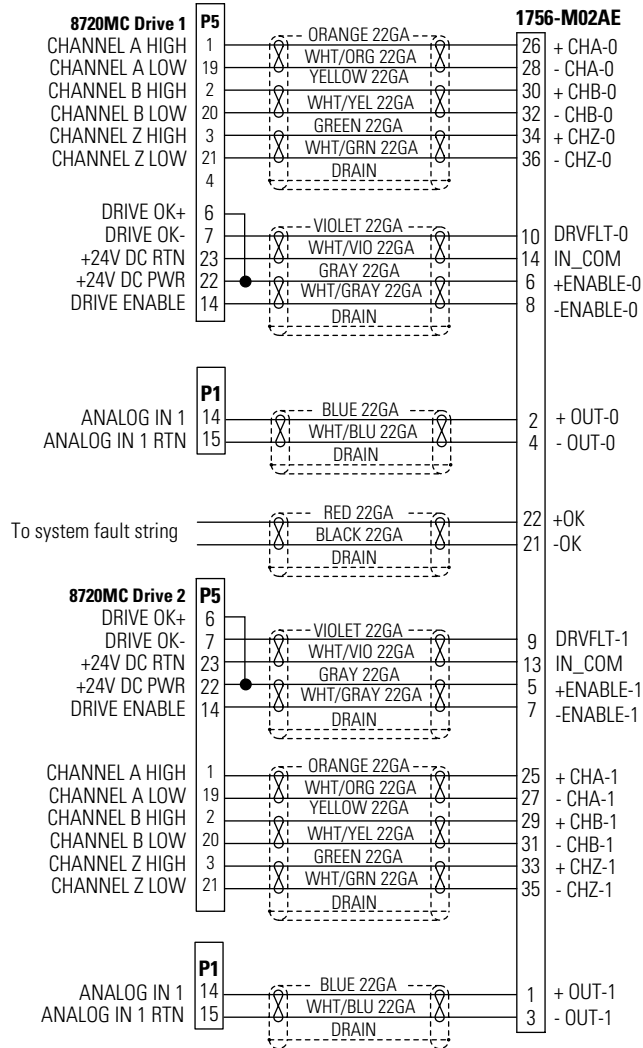 8720MC Drive 1 P5 1756-M02AE
CHANNEL A HIGH 1 ORANGE 22GA 26 + CHA-0
CHANNEL A LOW 19 WHT/ORG 22GA 28 - CHA-0
CHANNEL B HIGH 2 YELLOW 22GA 30 + CHB-0
CHANNEL B LOW 20 WHT/YEL 22GA 32 - CHB-0
CHANNEL Z HIGH 3 GREEN 22GA 34 + CHZ-0
CHANNEL Z LOW 21 WHT/GRN 22GA 36 - CHZ-0
4 DRAIN
DRIVE OK+ 6
DRIVE OK- 7 VIOLET 22GA 10 DRVFLT-0
+24V DC RTN 23 WHT/VIO 22GA 14 IN_COM
+24V DC PWR 22 GRAY 22GA 6 +ENABLE-0
DRIVE ENABLE 14 WHT/GRAY 22GA 8 -ENABLE-0
DRAIN
P1
ANALOG IN 1 14 BLUE 22GA 2 + OUT-0
ANALOG IN 1 RTN 15 WHT/BLU 22GA 4 - OUT-0
DRAIN
RED 22GA 22 +OK
To system fault string BLACK 22GA 21 -OK
DRAIN
8720MC Drive 2 P5
DRIVE OK+ 6
DRIVE OK- 7 VIOLET 22GA 9 DRVFLT-1
+24V DC RTN 23 WHT/VIO 22GA 13 IN_COM
+24V DC PWR 22 GRAY 22GA 5 +ENABLE-1
DRIVE ENABLE 14 WHT/GRAY 22GA 7 -ENABLE-1
DRAIN
CHANNEL A HIGH 1 ORANGE 22GA 25 + CHA-1
CHANNEL A LOW 19 WHT/ORG 22GA 27 - CHA-1
CHANNEL B HIGH 2 YELLOW 22GA 29 + CHB-1
CHANNEL B LOW 20 WHT/YEL 22GA 31 - CHB-1
CHANNEL Z HIGH 3 GREEN 22GA 33 + CHZ-1
CHANNEL Z LOW 21 WHT/GRN 22GA 35 - CHZ-1
DRAIN
P1
ANALOG IN 1 14 BLUE 22GA 1 + OUT-1
ANALOG IN 1 RTN 15 WHT/BLU 22GA 3 - OUT-1
DRAIN